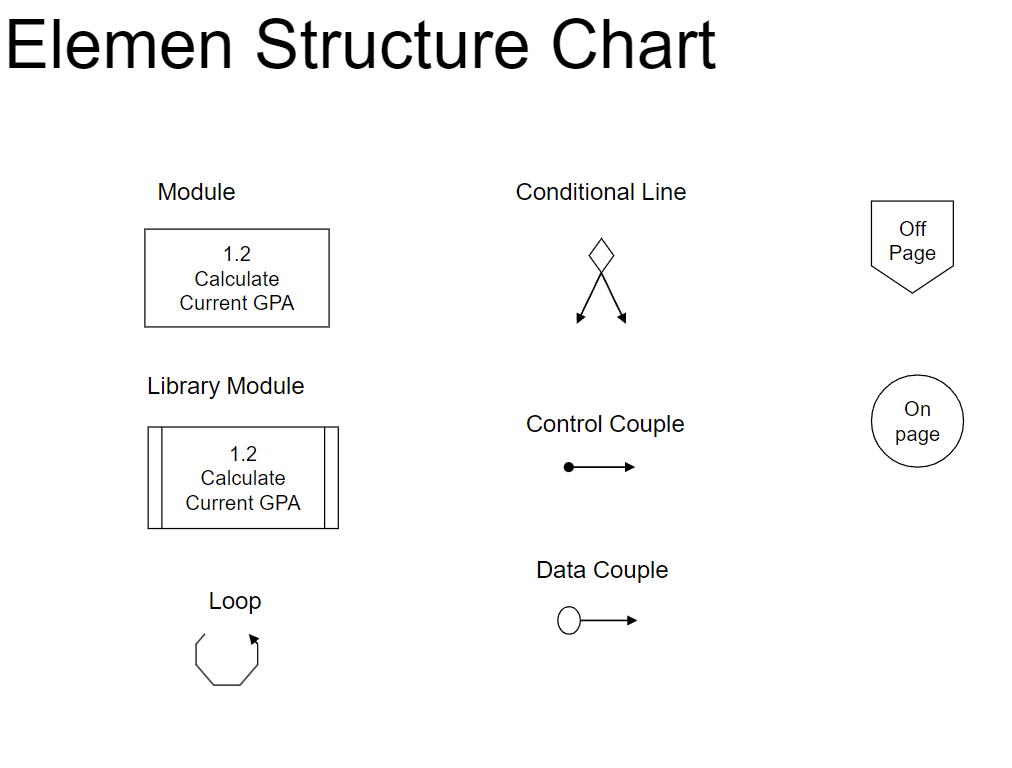 Elemen Structure Chart
Module
1.2
Calculate
Current GPA
Library Module
1.2
Calculate
Current GPA
Loop
Conditional Line
Control Couple
Data Couple
Off
Page
On
page